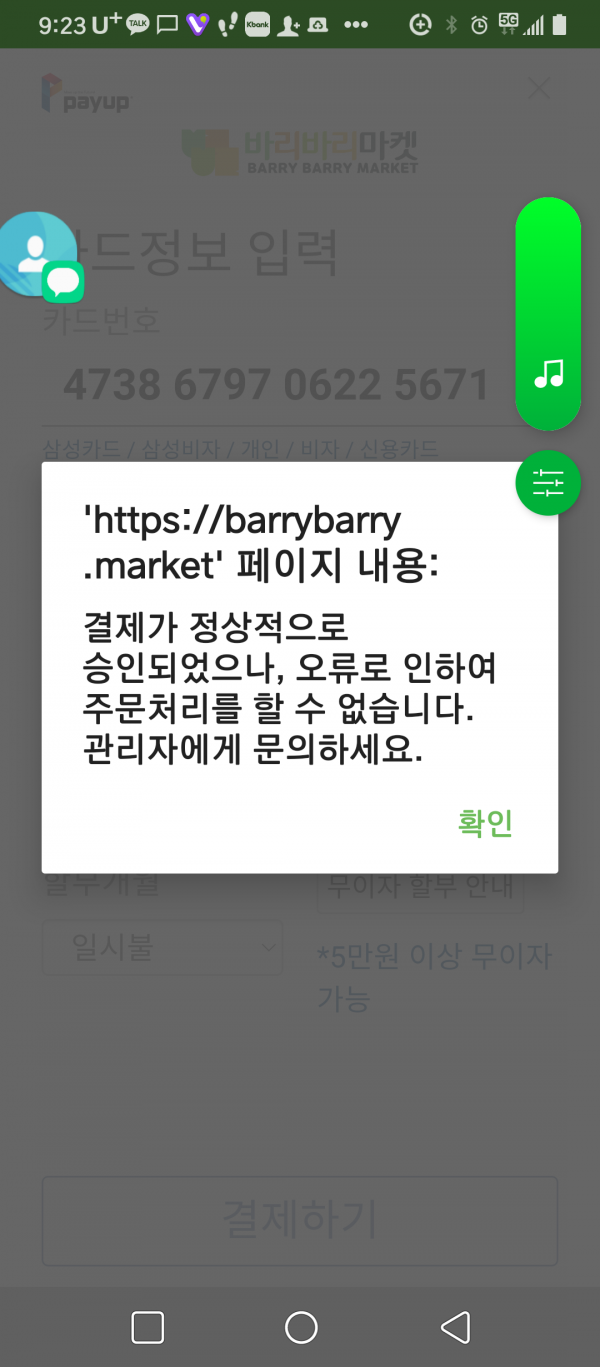 9:23 U+ TALK Kbank 5G
payup
바리바리마켓
BARRY BARRY MARKET
카드정보 입력
카드번호
4738 6797 0622 5671
삼성카드 / 삼성비자 / 개인 / 비자 / 신용카드
'https://barrybarry
.market' 페이지 내용:
결제가 정상적으로
승인되었으나, 오류로 인하여
주문처리를 할 수 없습니다.
관리자에게 문의하세요.
확인
할부개월
무이자 할부 안내
일시불
*5만원 이상 무이자
가능
결제하기